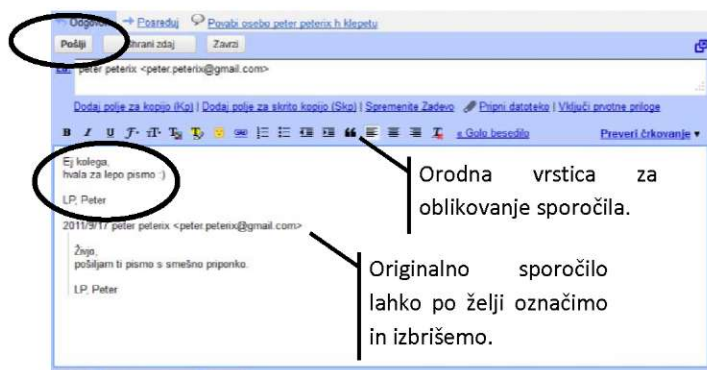 Odgovori Posreduj Povabi osebo peter peterix h klepetu
Pošlji Shrani zdaj Zavrzi
Za: peter peterix <peter.peterix@gmail.com>
Dodaj polje za kopijo (Kp) | Dodaj polje za skrito kopijo (Skp) | Spremenite Zadevo Pripni datoteko | Vključi prvotne priloge
B I U « Golo besedilo Preveri črkovanje ▼
Ej kolega,
hvala za lepo pismo :)
LP, Peter
2011/9/17 peter peterix <peter.peterix@gmail.com>
Živjo,
pošiljam ti pismo s smešno priponko.
LP, Peter
Orodna vrstica za
oblikovanje sporočila.
Originalno sporočilo
lahko po želji označimo
in izbrišemo.